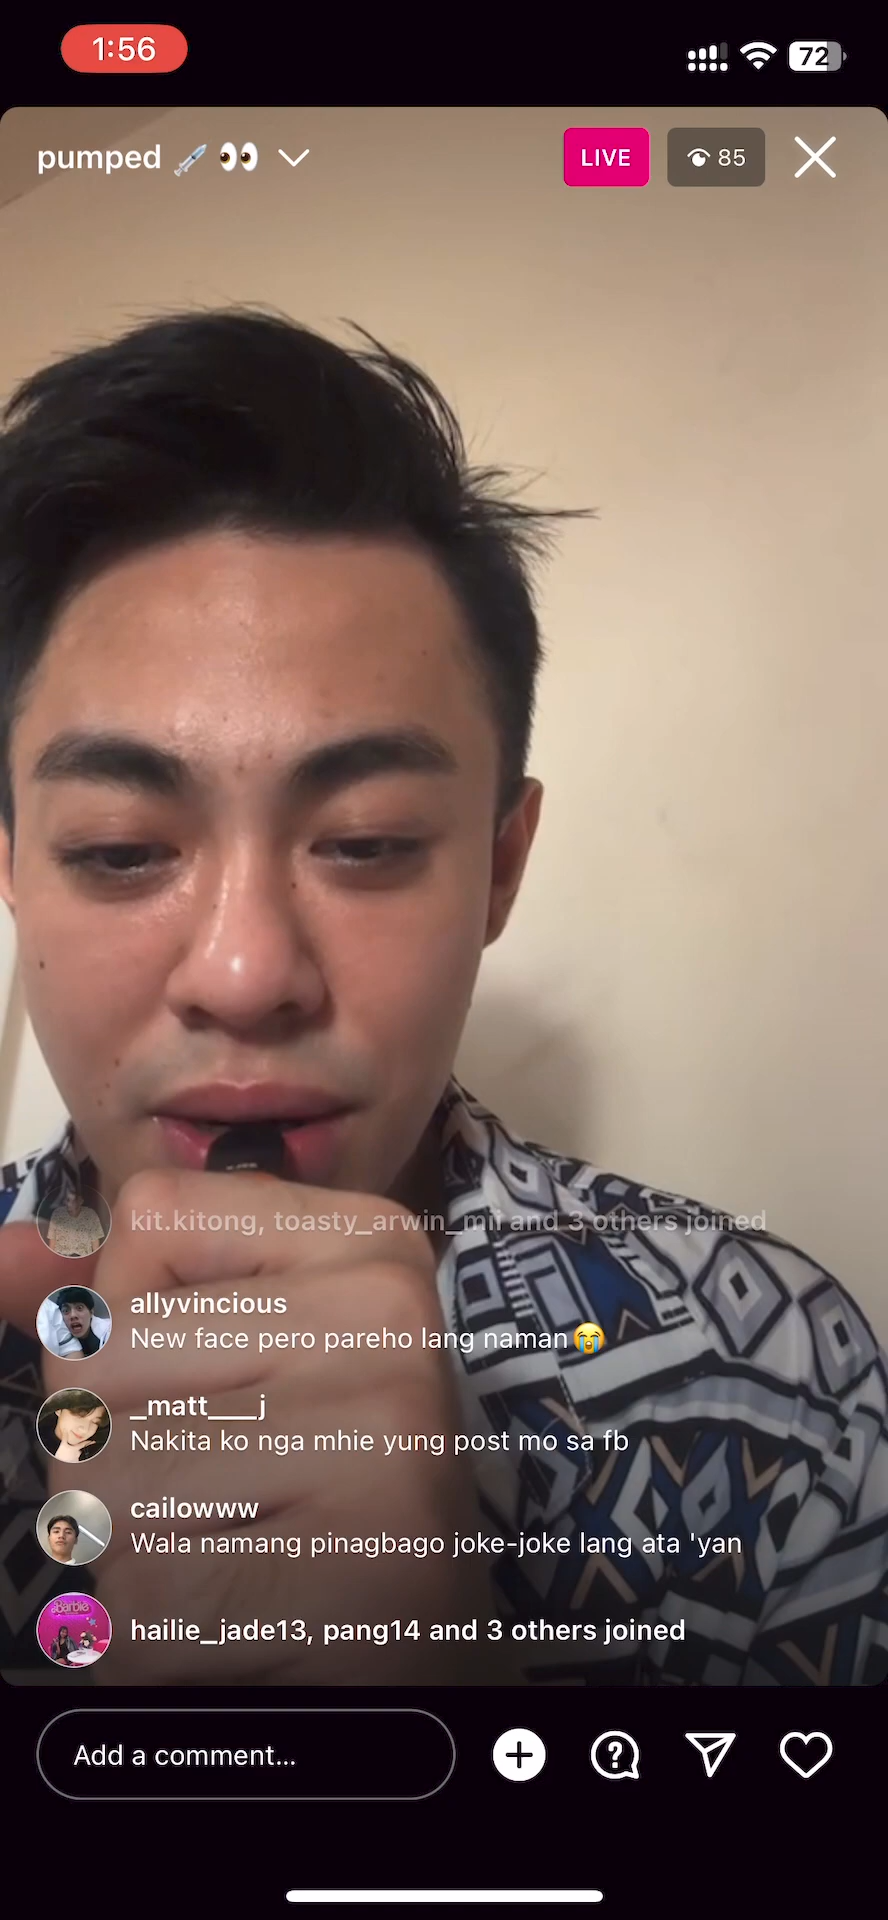 1:56
72
pumped 💉 👀
LIVE
85
kit.kitong, toasty_arwin_mii and 3 others joined
allyvincious
New face pero pareho lang naman😭
_matt___j
Nakita ko nga mhie yung post mo sa fb
cailowww
Wala namang pinagbago joke-joke lang ata 'yan
hailie_jade13, pang14 and 3 others joined
Add a comment...